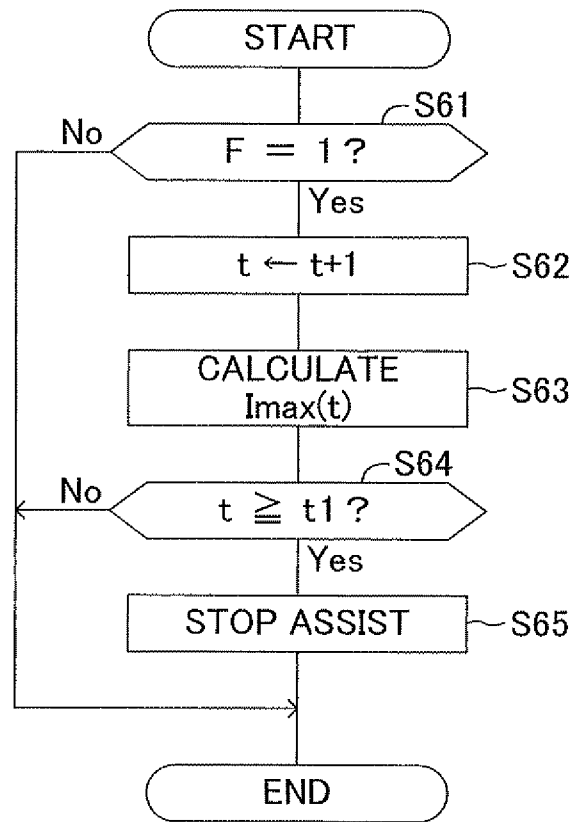 START
S61
No
F = 1?
Yes
t ← t+1
S62
CALCULATE
Imax(t)
S63
S64
No
t ≧ t1?
Yes
STOP ASSIST
S65
END